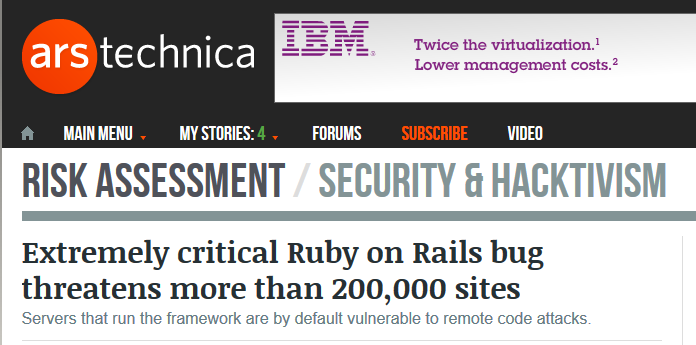 ars technica
IBM®
Twice the virtualization.1
Lower management costs.2
MAIN MENU MY STORIES: 4 FORUMS SUBSCRIBE VIDEO
RISK ASSESSMENT / SECURITY & HACKTIVISM
Extremely critical Ruby on Rails bug
threatens more than 200,000 sites
Servers that run the framework are by default vulnerable to remote code attacks.